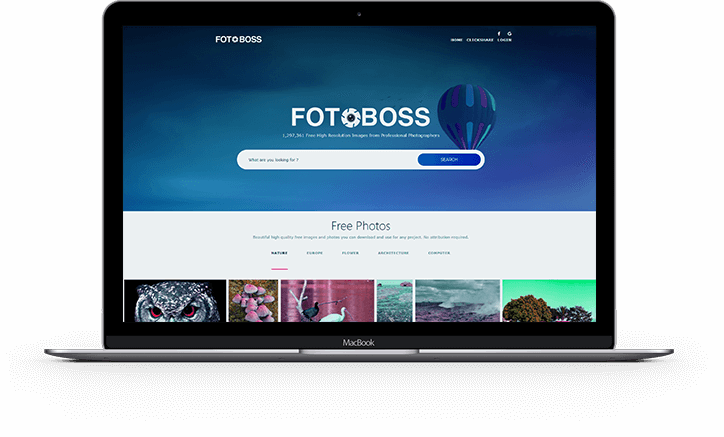 FOTOBOSS
f G
HOME CLICKSHARE LOGIN
FOTOBOSS
1,297,361 Free High Resolution Images from Professional Photographers
What are you looking for ?
SEARCH
Free Photos
Beautiful high quality free images and photos you can download and use for any project. No attribution required.
NATURE EUROPE FLOWER ARCHITECTURE COMPUTER
MacBook